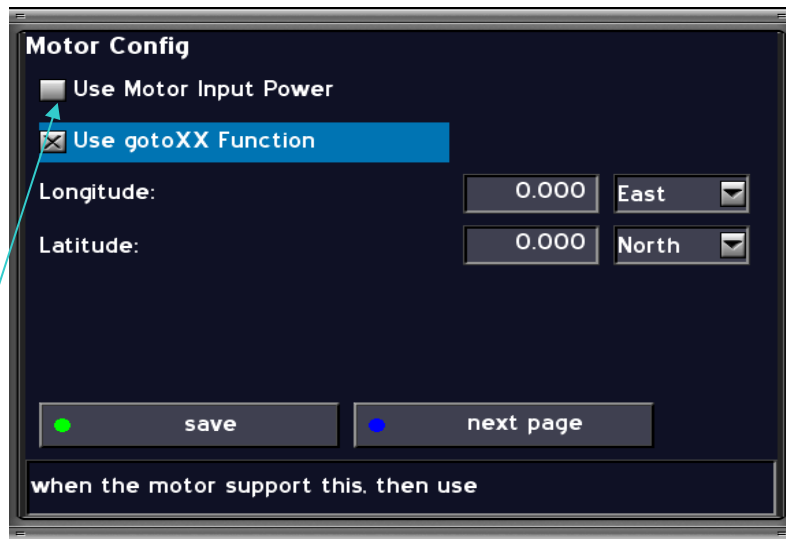 Motor Config
Use Motor Input Power
Use gotoXX Function
Longitude: 0.000 East
Latitude: 0.000 North
save next page
when the motor support this, then use